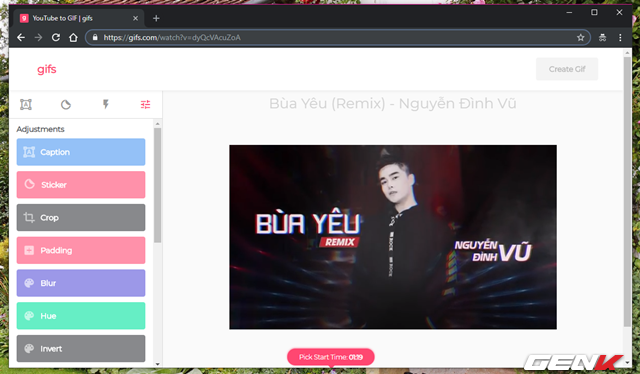 YouTube to GIF | gifs
https://gifs.com/watch?v=dyQcVAcuZoA
gifs
Create Gif
Bùa Yêu (Remix) - Nguyễn Đình Vũ
Adjustments
Caption
Sticker
Crop
Padding
Blur
Hue
Invert
BÙA YÊU
REMIX
NGUYỄN
ĐÌNH VŨ
Pick Start Time: 01:19
GENK